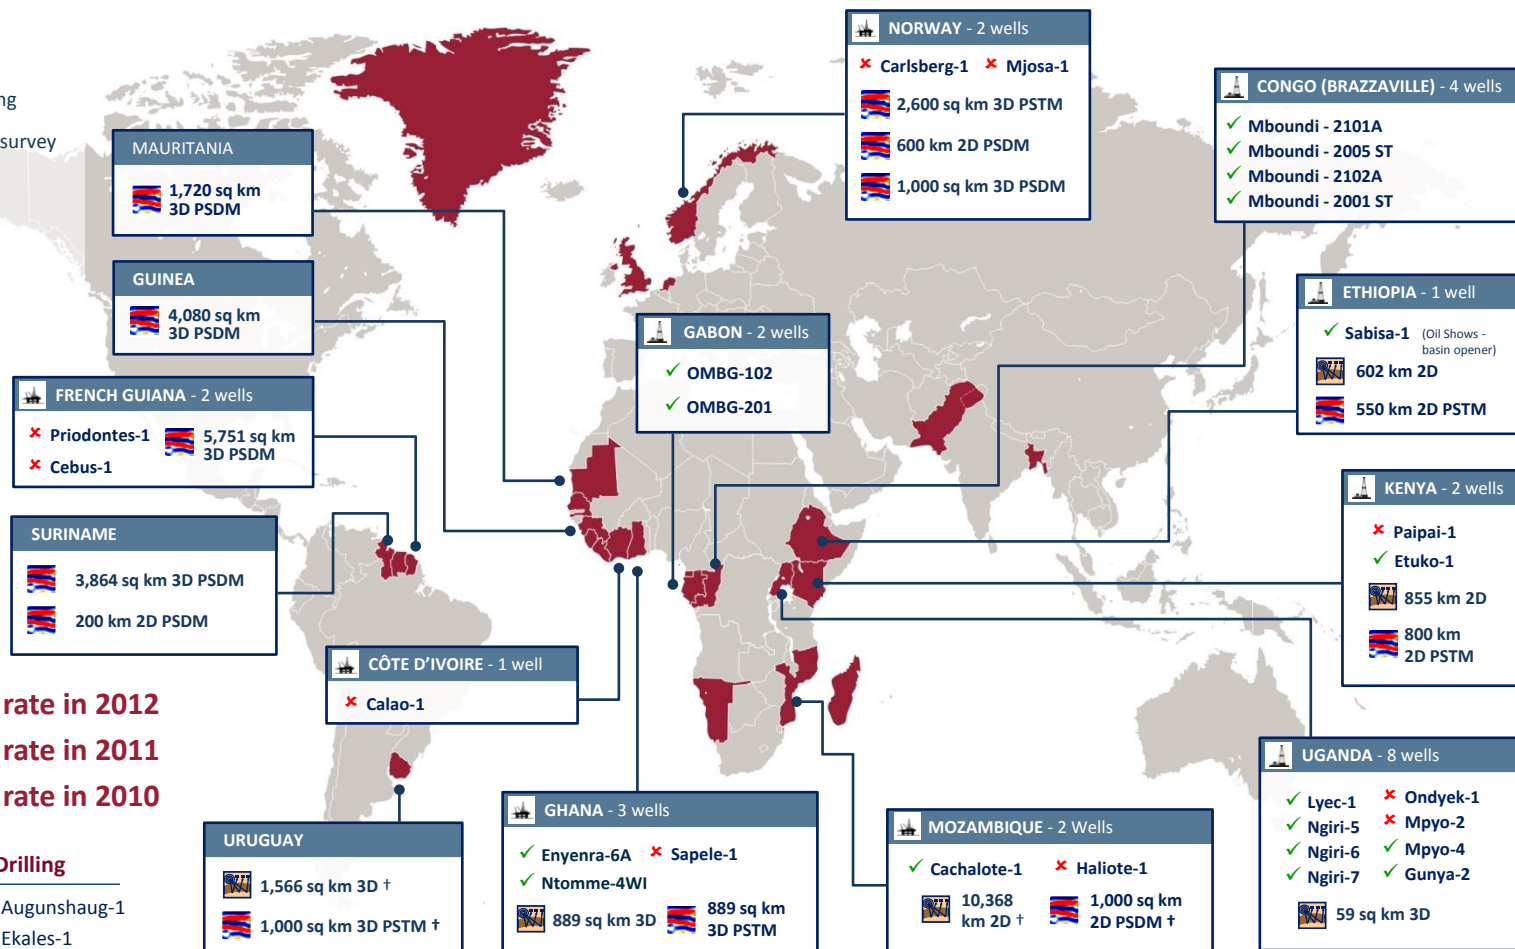 ng
survey
MAURITANIA
1,720 sq km
3D PSDM
GUINEA
4,080 sq km
3D PSDM
FRENCH GUIANA - 2 wells
✘ Priodontes-1
✘ Cebus-1
5,751 sq km
3D PSDM
SURINAME
3,864 sq km 3D PSDM
200 km 2D PSDM
rate in 2012
rate in 2011
rate in 2010
Drilling
Augunshaug-1
Ekales-1
URUGUAY
1,566 sq km 3D †
1,000 sq km 3D PSTM †
CÔTE D’IVOIRE - 1 well
✘ Calao-1
GHANA - 3 wells
✓ Enyenra-6A ✘ Sapele-1
✓ Ntomme-4WI
889 sq km 3D
889 sq km
3D PSTM
GABON - 2 wells
✓ OMBG-102
✓ OMBG-201
NORWAY - 2 wells
✘ Carlsberg-1 ✘ Mjosa-1
2,600 sq km 3D PSTM
600 km 2D PSDM
1,000 sq km 3D PSDM
CONGO (BRAZZAVILLE) - 4 wells
✓ Mboundi - 2101A
✓ Mboundi - 2005 ST
✓ Mboundi - 2102A
✓ Mboundi - 2001 ST
ETHIOPIA - 1 well
✓ Sabisa-1 (Oil Shows -
basin opener)
602 km 2D
550 km 2D PSTM
KENYA - 2 wells
✘ Paipai-1
✓ Etuko-1
855 km 2D
800 km
2D PSTM
MOZAMBIQUE - 2 Wells
✓ Cachalote-1 ✘ Haliote-1
10,368
km 2D †
1,000 sq km
2D PSDM †
UGANDA - 8 wells
✓ Lyec-1 ✘ Ondyek-1
✓ Ngiri-5 ✘ Mpyo-2
✓ Ngiri-6 ✓ Mpyo-4
✓ Ngiri-7 ✓ Gunya-2
59 sq km 3D